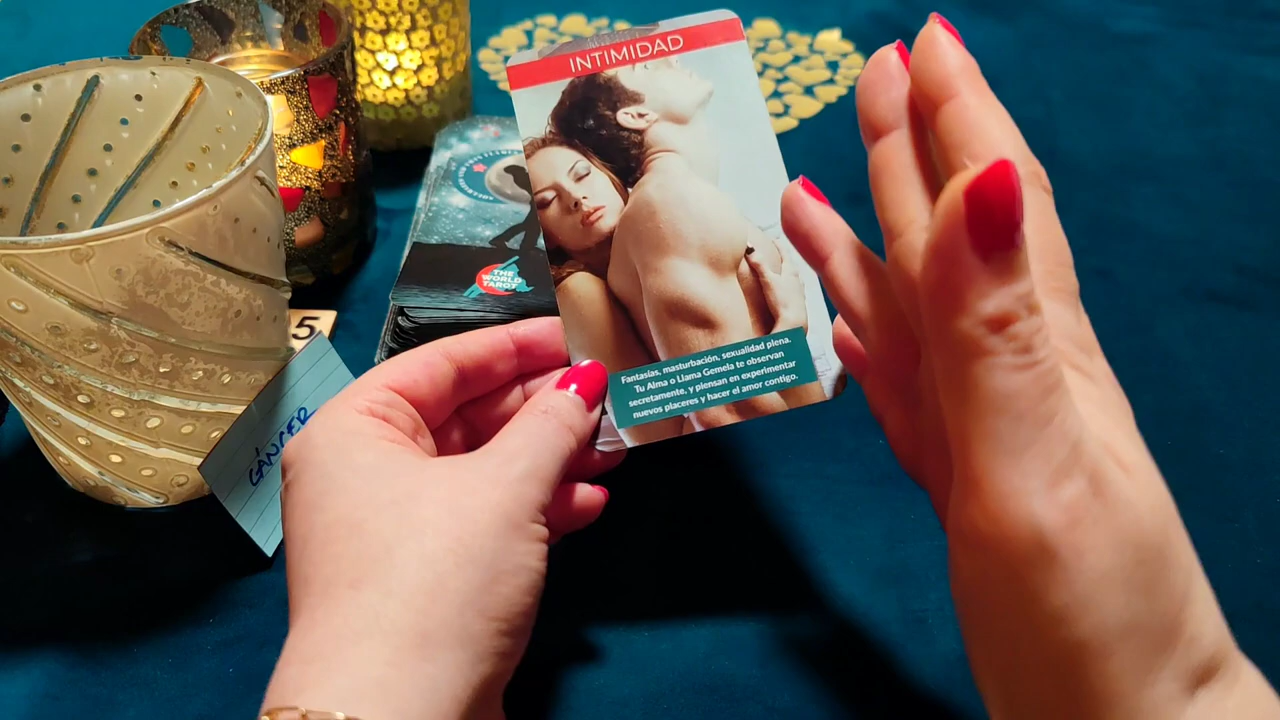 INTIMIDAD
Fantasías, masturbación, sexualidad plena.
Tu Alma o Llama Gemela te observan
secretamente, y piensan en experimentar
nuevos placeres y hacer el amor contigo.
THE
WORLD
TAROT
5
CÁNCER